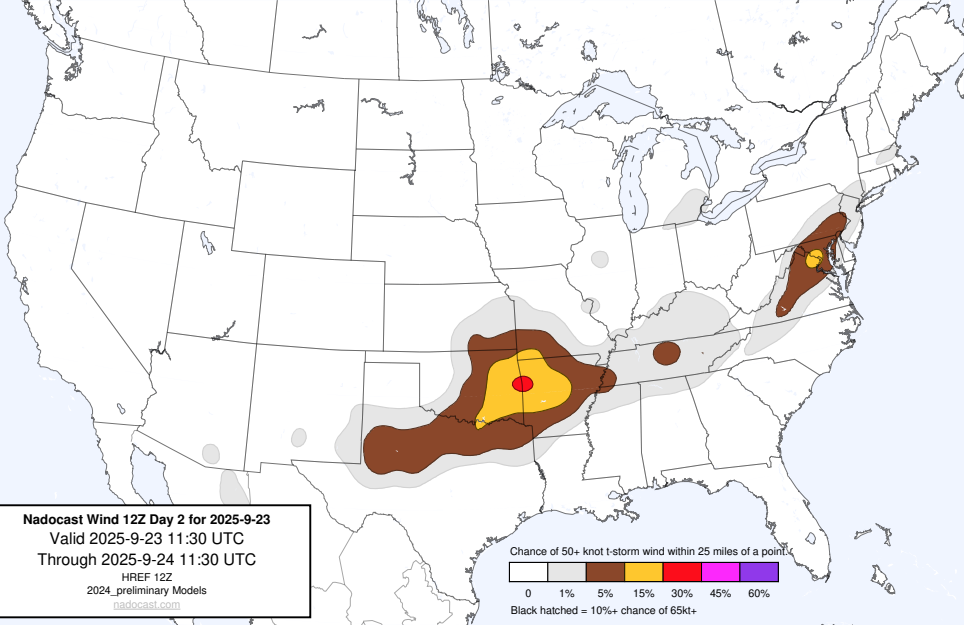 Nadocast Wind 12Z Day 2 for 2025-9-23
Valid 2025-9-23 11:30 UTC
Through 2025-9-24 11:30 UTC
HREF 12Z
2024_preliminary Models
nadocast.com
Chance of 50+ knot t-storm wind within 25 miles of a point.
0 1% 5% 15% 30% 45% 60%
Black hatched = 10%+ chance of 65kt+